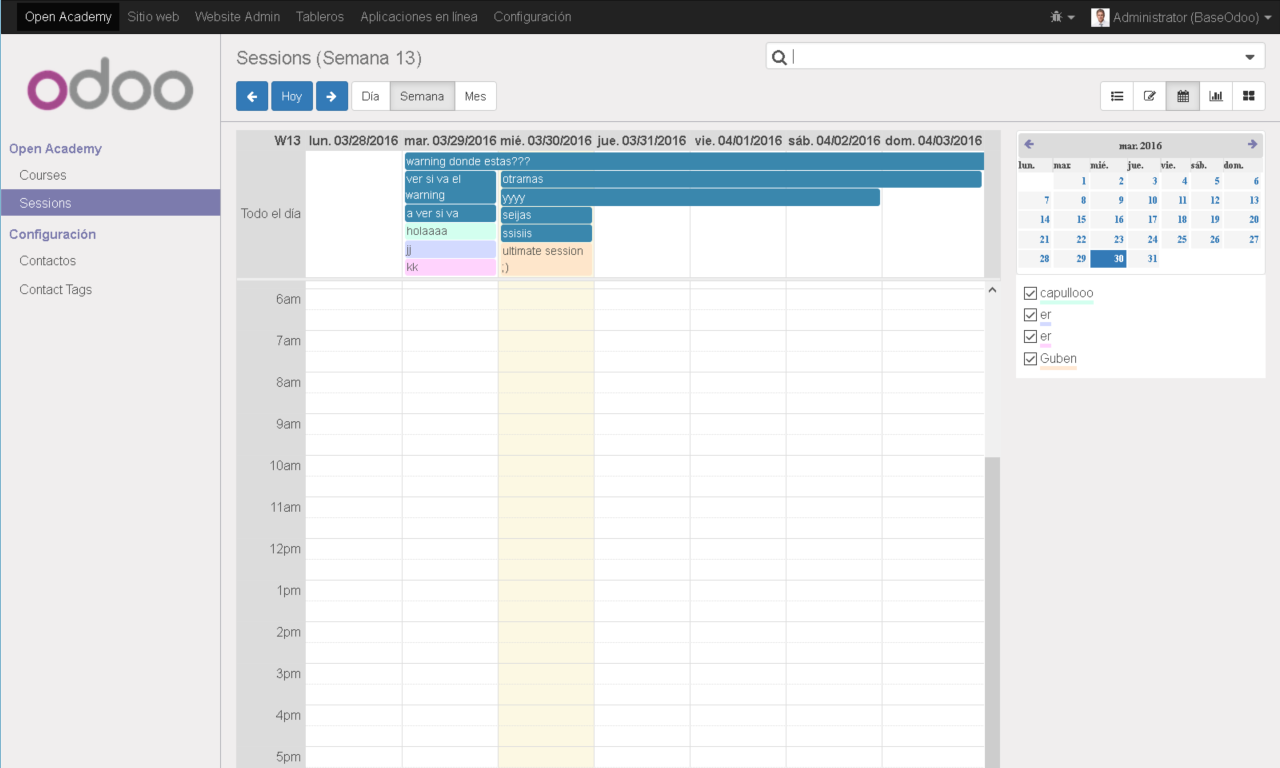 Open Academy Sitio web Website Admin Tableros Aplicaciones en línea Configuración Administrator (BaseOdoo)
odoo
Open Academy
Courses
Sessions
Configuración
Contactos
Contact Tags
Sessions (Semana 13)
Hoy Día Semana Mes
W13 lun. 03/28/2016 mar. 03/29/2016 mié. 03/30/2016 jue. 03/31/2016 vie. 04/01/2016 sáb. 04/02/2016 dom. 04/03/2016
Todo el día
warning donde estas???
ver si va el
warning
a ver si va
holaaaa
jj
kk
otramas
yyyy
seijas
ssisiis
ultimate session
;)
6am
7am
8am
9am
10am
11am
12pm
1pm
2pm
3pm
4pm
5pm
mar. 2016
lun. mar. mié. jue. vie. sáb. dom.
1 2 3 4 5 6
7 8 9 10 11 12 13
14 15 16 17 18 19 20
21 22 23 24 25 26 27
28 29 30 31
capullooo
er
er
Guben